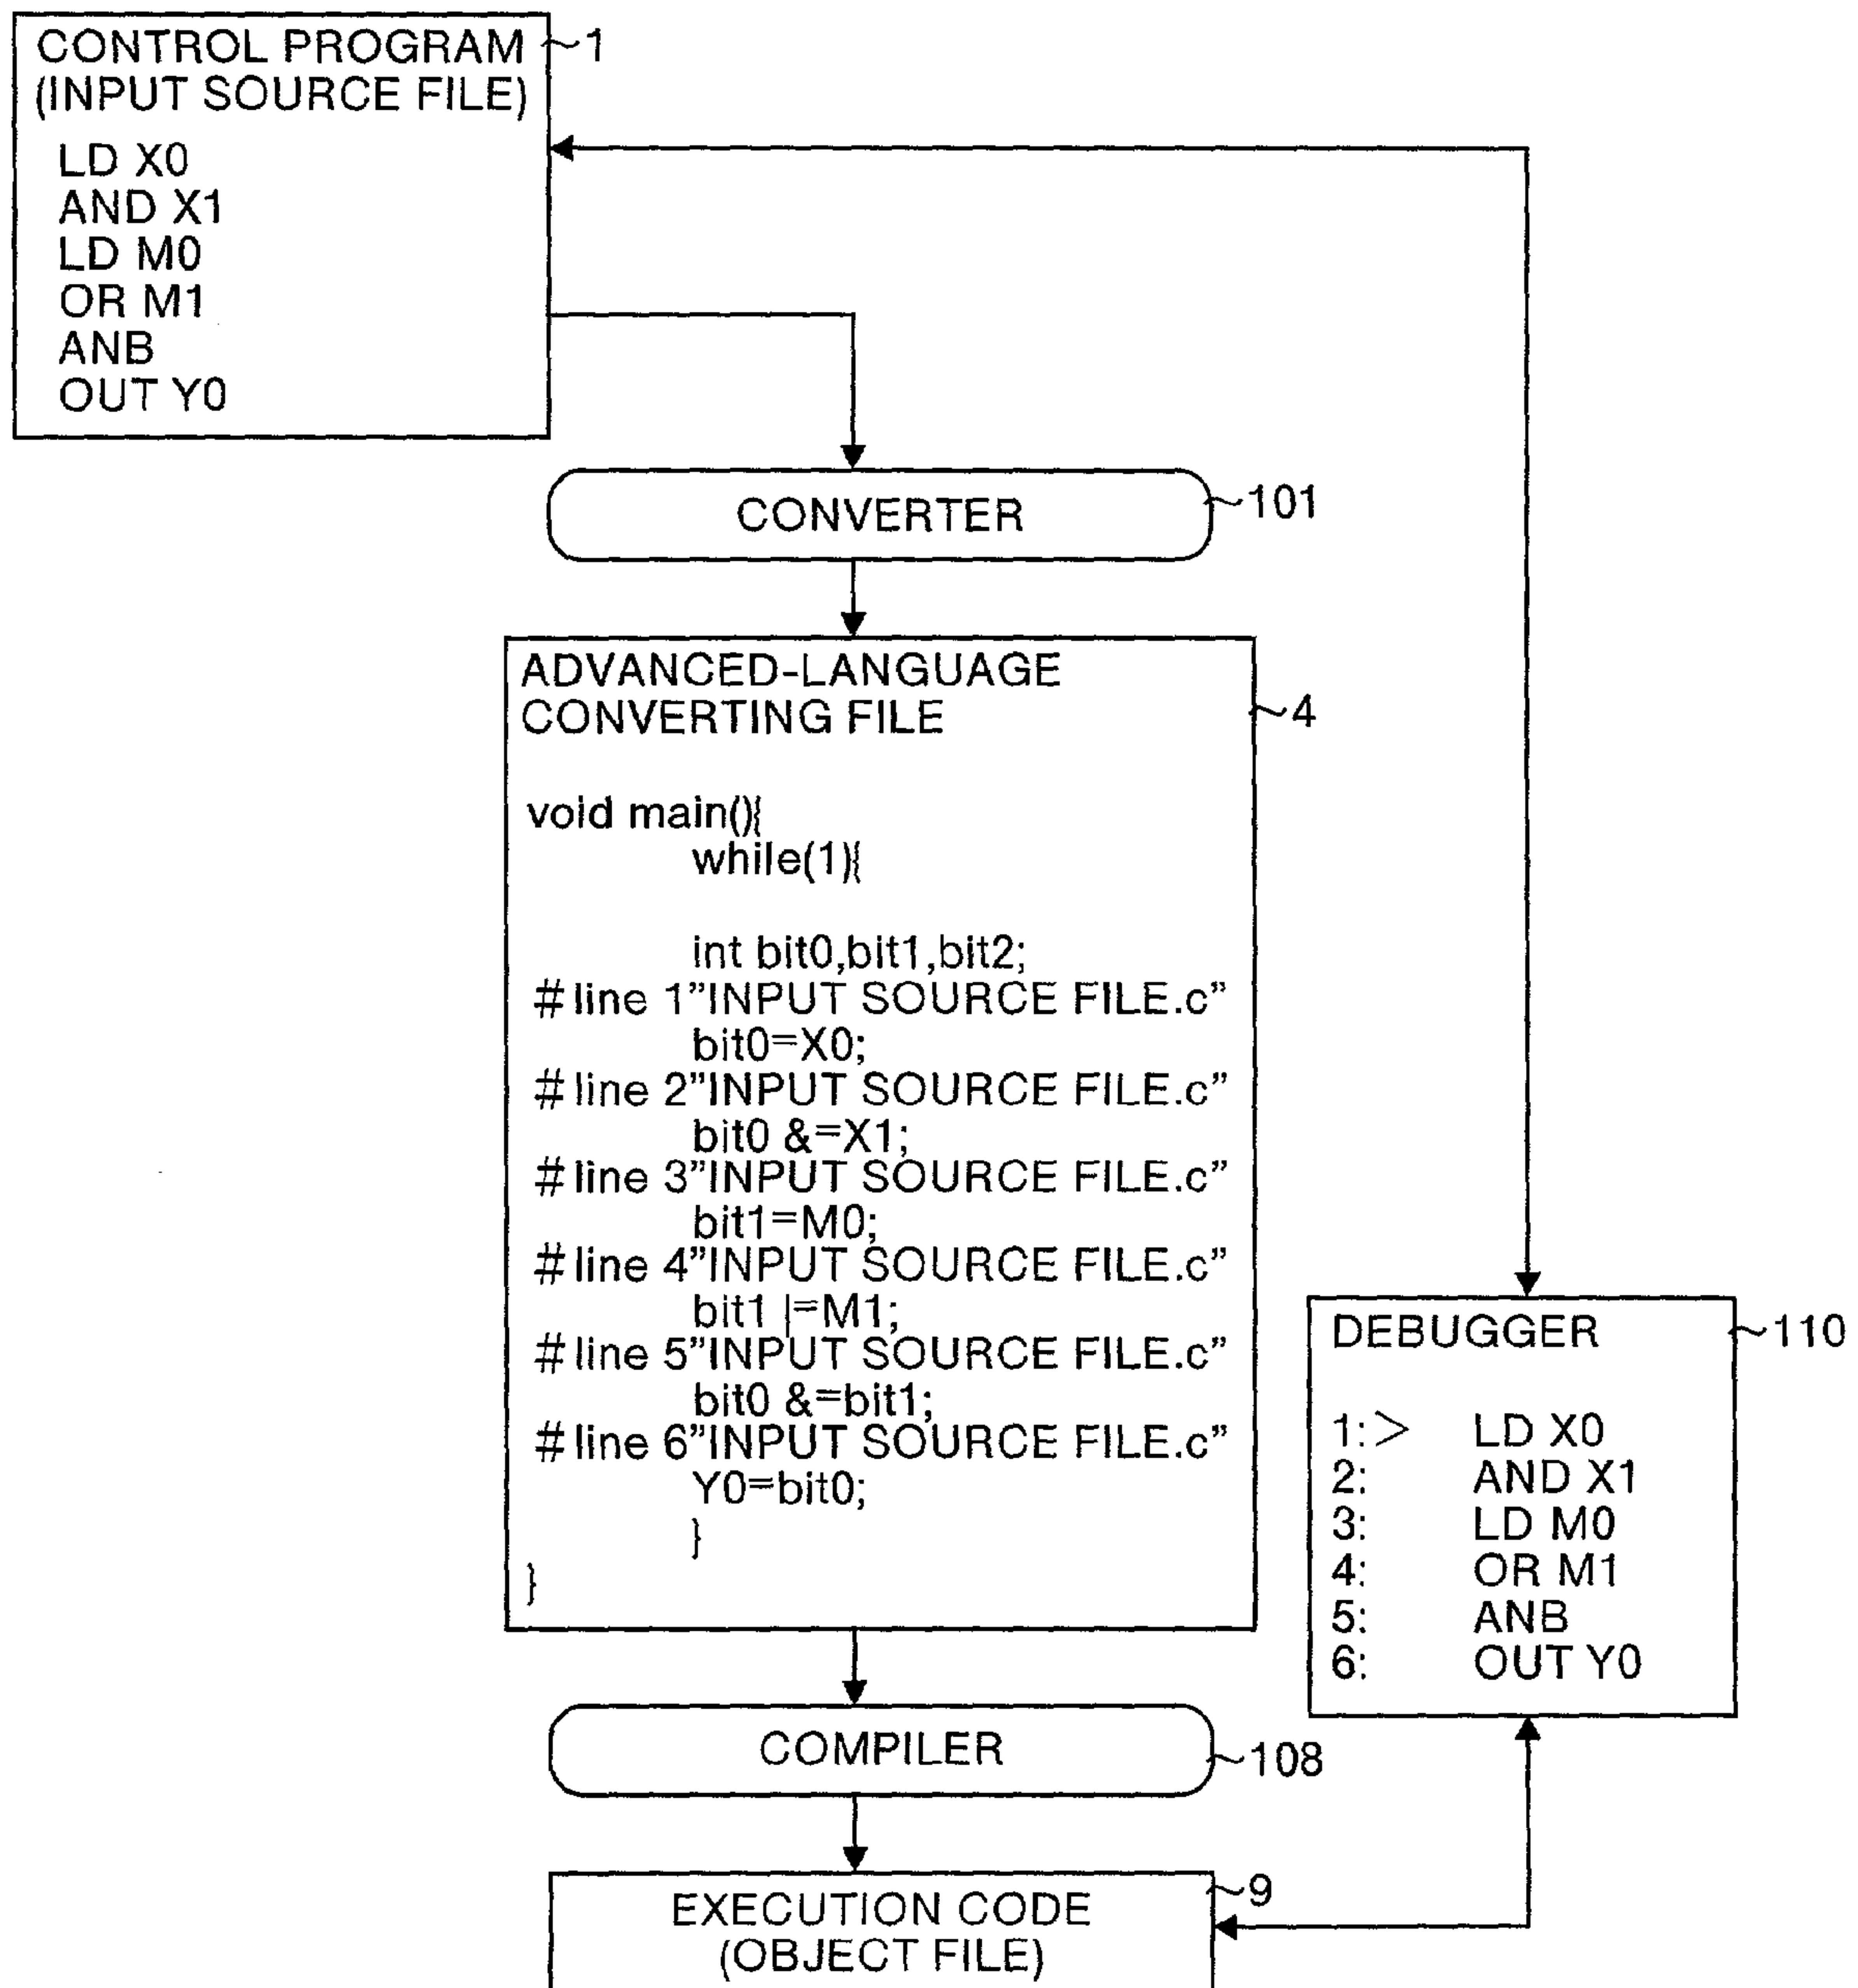 CONTROL PROGRAM
(INPUT SOURCE FILE)
1
LD X0
AND X1
LD M0
OR M1
ANB
OUT Y0
CONVERTER
101
ADVANCED-LANGUAGE
CONVERTING FILE
4
void main(){
while(1){
int bit0,bit1,bit2;
#line 1”INPUT SOURCE FILE.c”
bit0=X0;
#line 2”INPUT SOURCE FILE.c”
bit0 &=X1;
#line 3”INPUT SOURCE FILE.c”
bit1=M0;
#line 4”INPUT SOURCE FILE.c”
bit1 |=M1;
#line 5”INPUT SOURCE FILE.c”
bit0 &=bit1;
#line 6”INPUT SOURCE FILE.c”
Y0=bit0;
}
}
DEBUGGER
110
1:> LD X0
2: AND X1
3: LD M0
4: OR M1
5: ANB
6: OUT Y0
COMPILER
108
EXECUTION CODE
(OBJECT FILE)
9